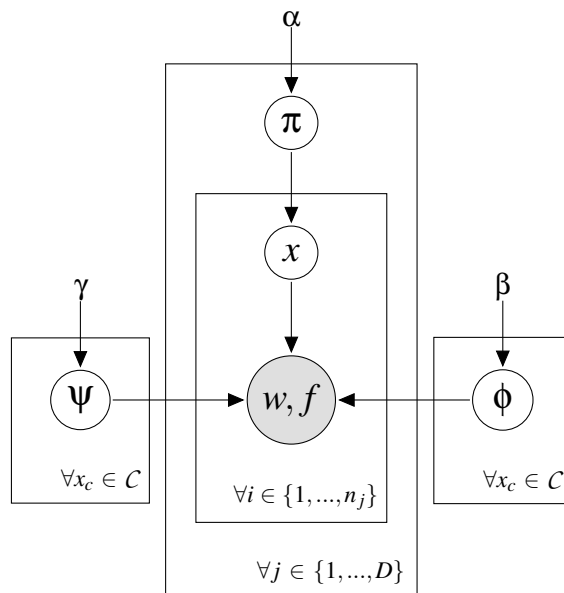 α
π
x
γ
β
ψ
w, f
ϕ
∀x_c ∈ C
∀i ∈ {1, ..., n_j}
∀x_c ∈ C
∀j ∈ {1, ..., D}